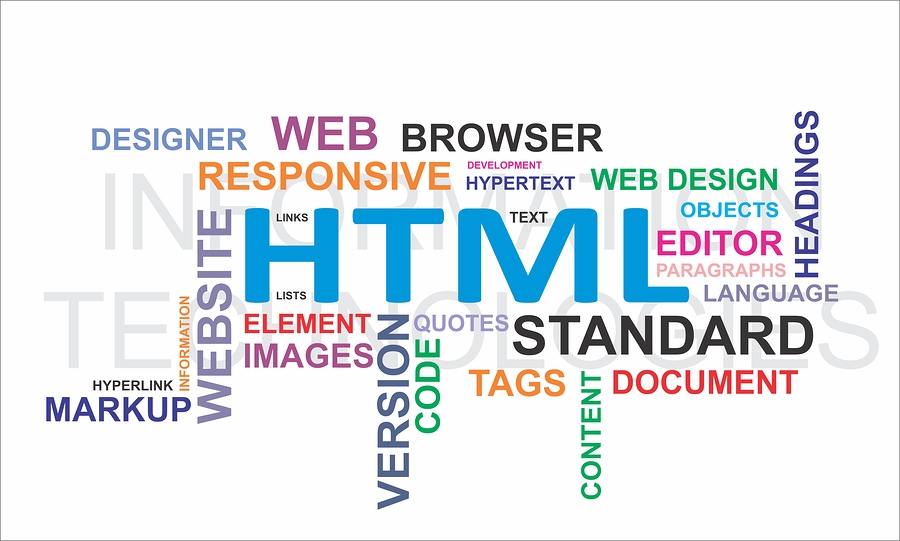 DESIGNER WEB BROWSER
HEADINGS
RESPONSIVE DEVELOPMENT
HYPERTEXT WEB DESIGN
INFORMATION
LINKS HTML TEXT OBJECTS
WEBSITE
EDITOR
PARAGRAPHS
LISTS LANGUAGE
TECHNOLOGIES
INFORMATION
ELEMENT QUOTES STANDARD
IMAGES
VERSION
CODE
HYPERLINK TAGS DOCUMENT
MARKUP
CONTENT